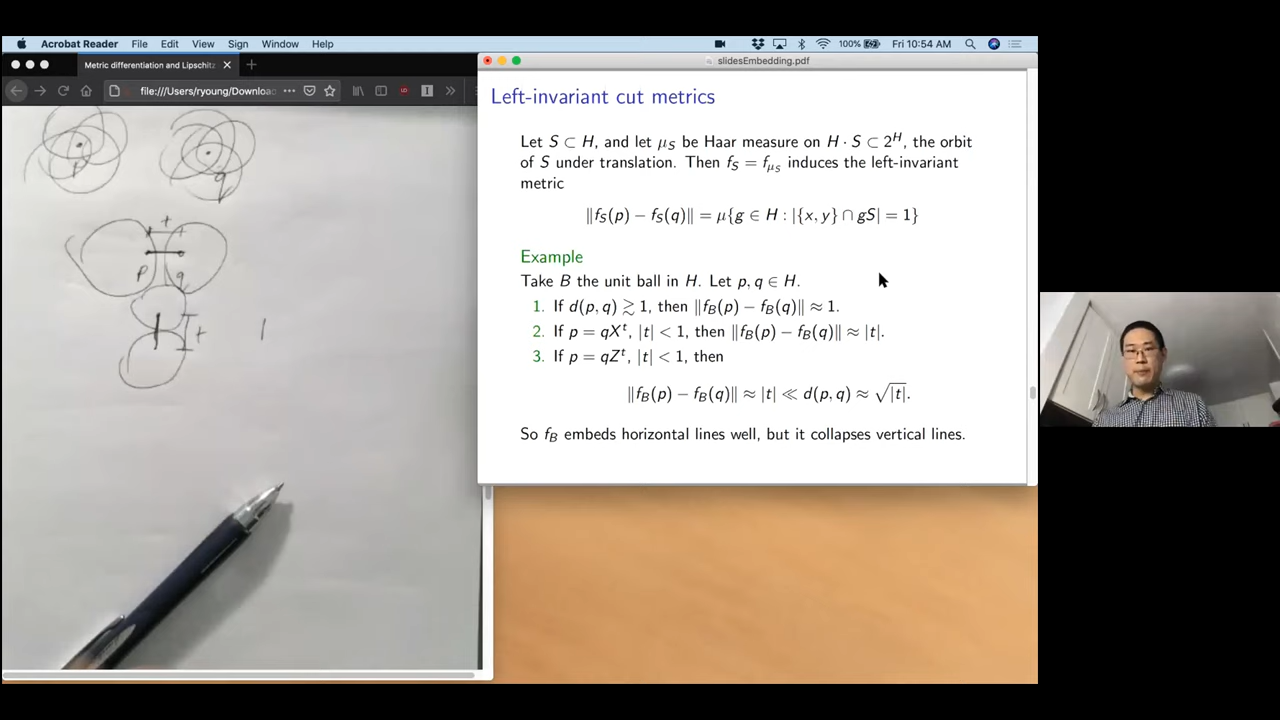 Acrobat Reader File Edit View Sign Window Help 100% Fri 10:54 AM
Metric differentiation and Lipschitz
slidesEmbedding.pdf
file:///Users/ryoung/Downloa
Left-invariant cut metrics
Let S ⊂ H, and let μ_S be Haar measure on H · S ⊂ 2^H, the orbit
of S under translation. Then f_S = f_{μ_S} induces the left-invariant
metric
‖f_S(p) − f_S(q)‖ = μ{g ∈ H : |{x, y} ∩ gS| = 1}
Example
Take B the unit ball in H. Let p, q ∈ H.
1. If d(p, q) ≳ 1, then ‖f_B(p) − f_B(q)‖ ≈ 1.
2. If p = qX^t, |t| < 1, then ‖f_B(p) − f_B(q)‖ ≈ |t|.
3. If p = qZ^t, |t| < 1, then
‖f_B(p) − f_B(q)‖ ≈ |t| ≪ d(p, q) ≈ √|t|.
So f_B embeds horizontal lines well, but it collapses vertical lines.
p q
t
p q
t